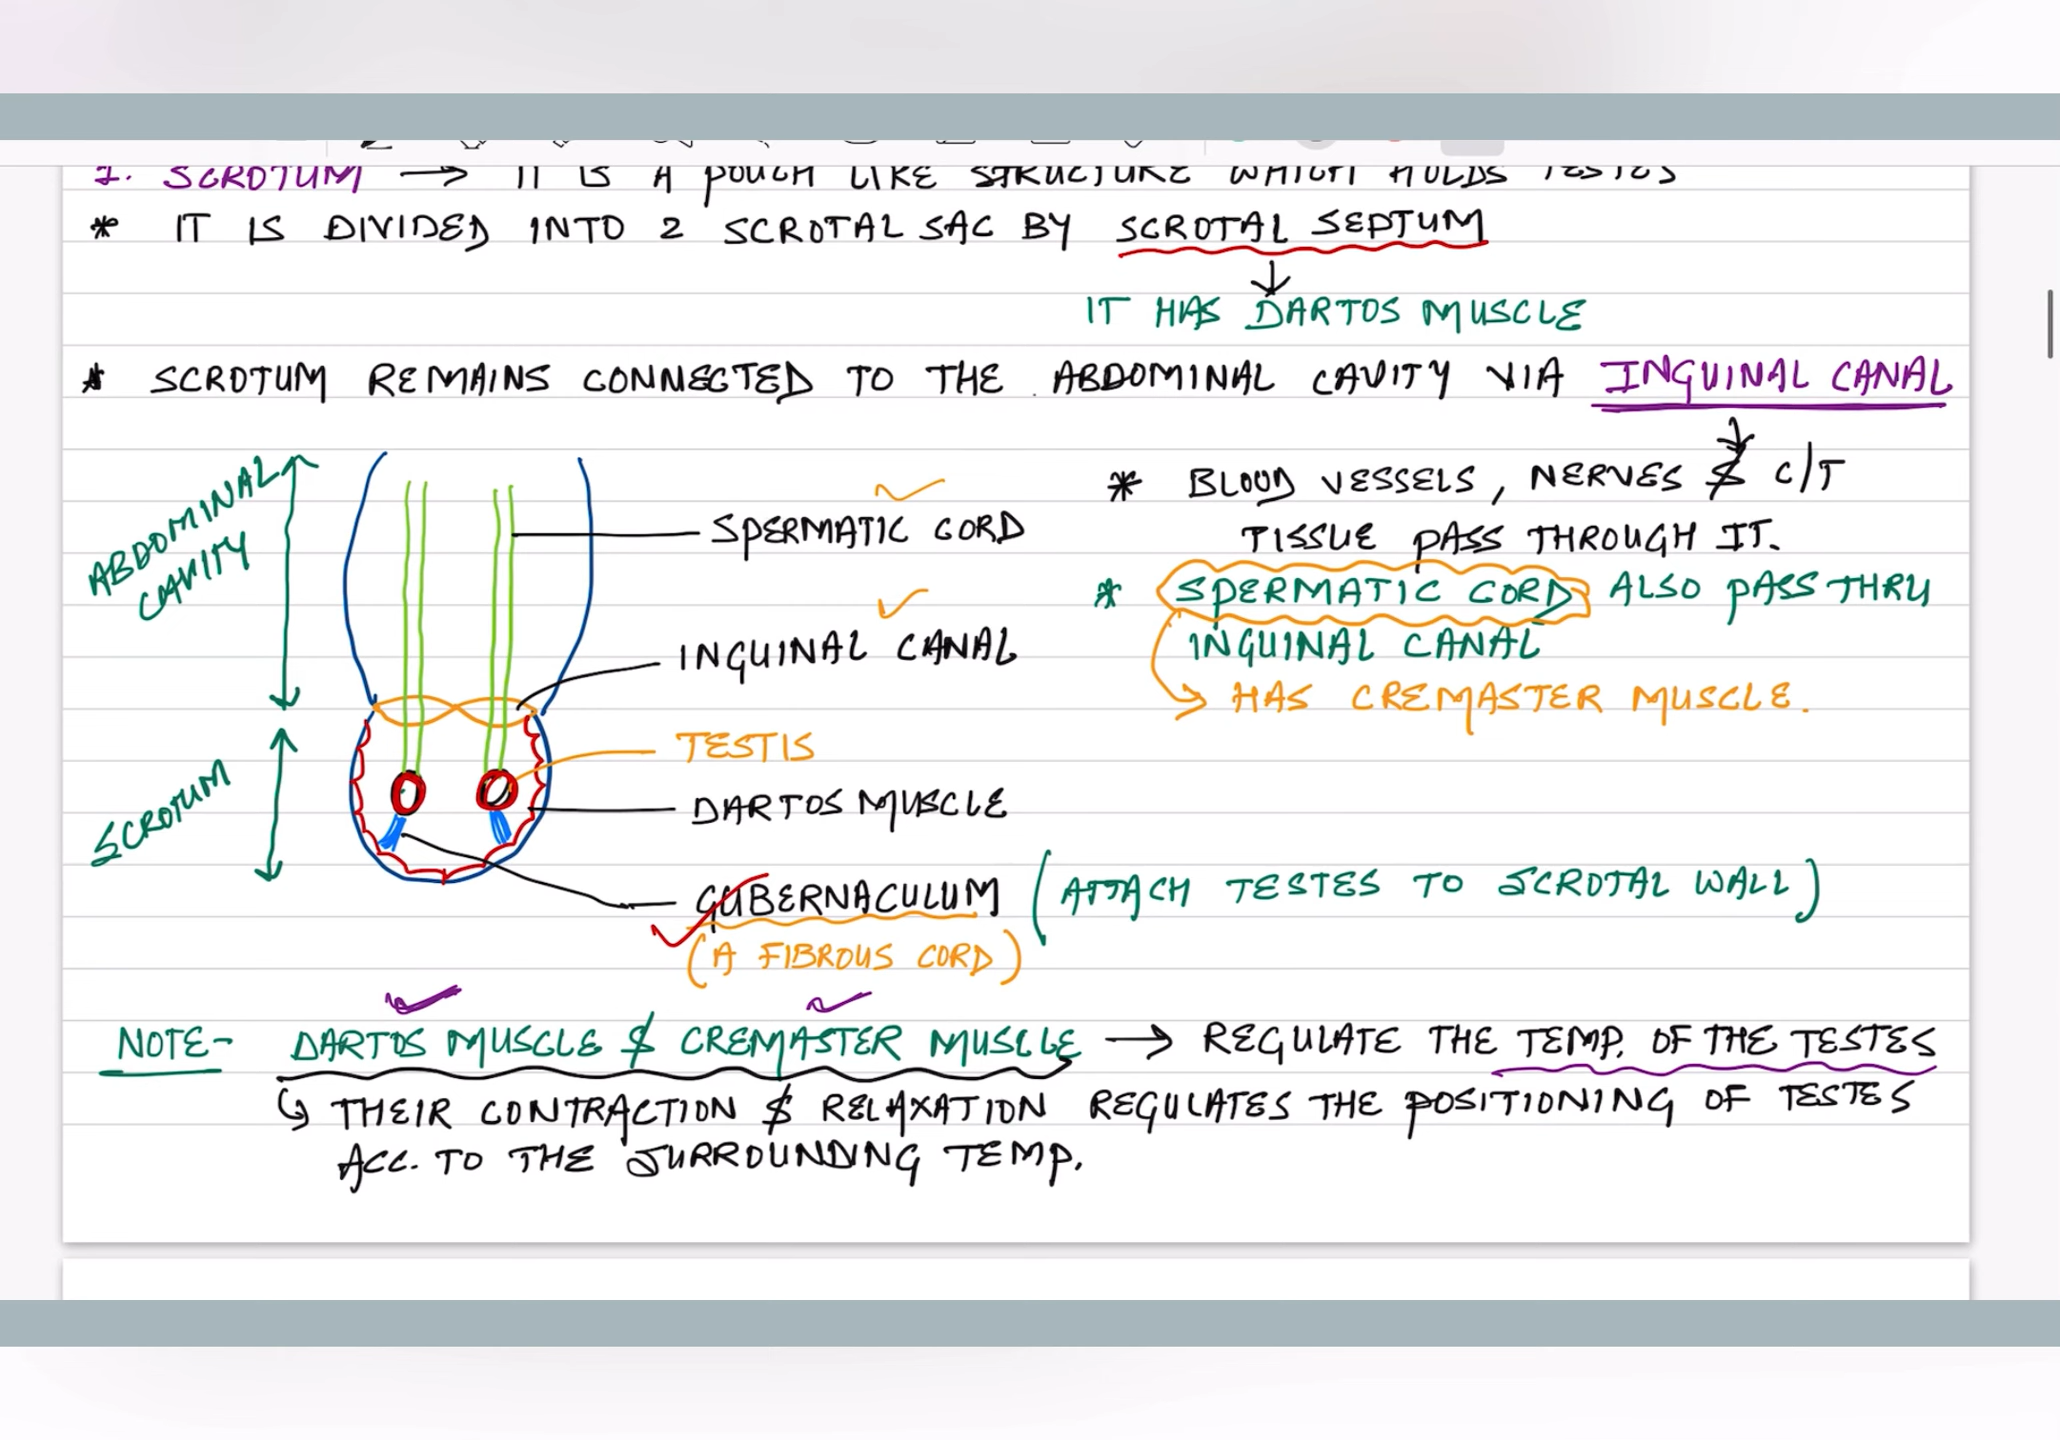 1. SCROTUM → IT IS A POUCH LIKE STRUCTURE WHICH HOLDS TESTES
* IT IS DIVIDED INTO 2 SCROTAL SAC BY SCROTAL SEPTUM
↓
IT HAS DARTOS MUSCLE
* SCROTUM REMAINS CONNECTED TO THE ABDOMINAL CAVITY VIA INGUINAL CANAL
↓
ABDOMINAL CAVITY
* BLOOD VESSELS, NERVES & C/T
TISSUE PASS THROUGH IT.
SPERMATIC CORD
* SPERMATIC CORD ALSO PASS THRU
INGUINAL CANAL
→ HAS CREMASTER MUSCLE.
INGUINAL CANAL
TESTIS
SCROTUM
DARTOS MUSCLE
GUBERNACULUM (ATTACH TESTES TO SCROTAL WALL)
(A FIBROUS CORD)
NOTE- DARTOS MUSCLE & CREMASTER MUSCLE → REGULATE THE TEMP. OF THE TESTES
↳ THEIR CONTRACTION & RELAXATION REGULATES THE POSITIONING OF TESTES
ACC. TO THE SURROUNDING TEMP.